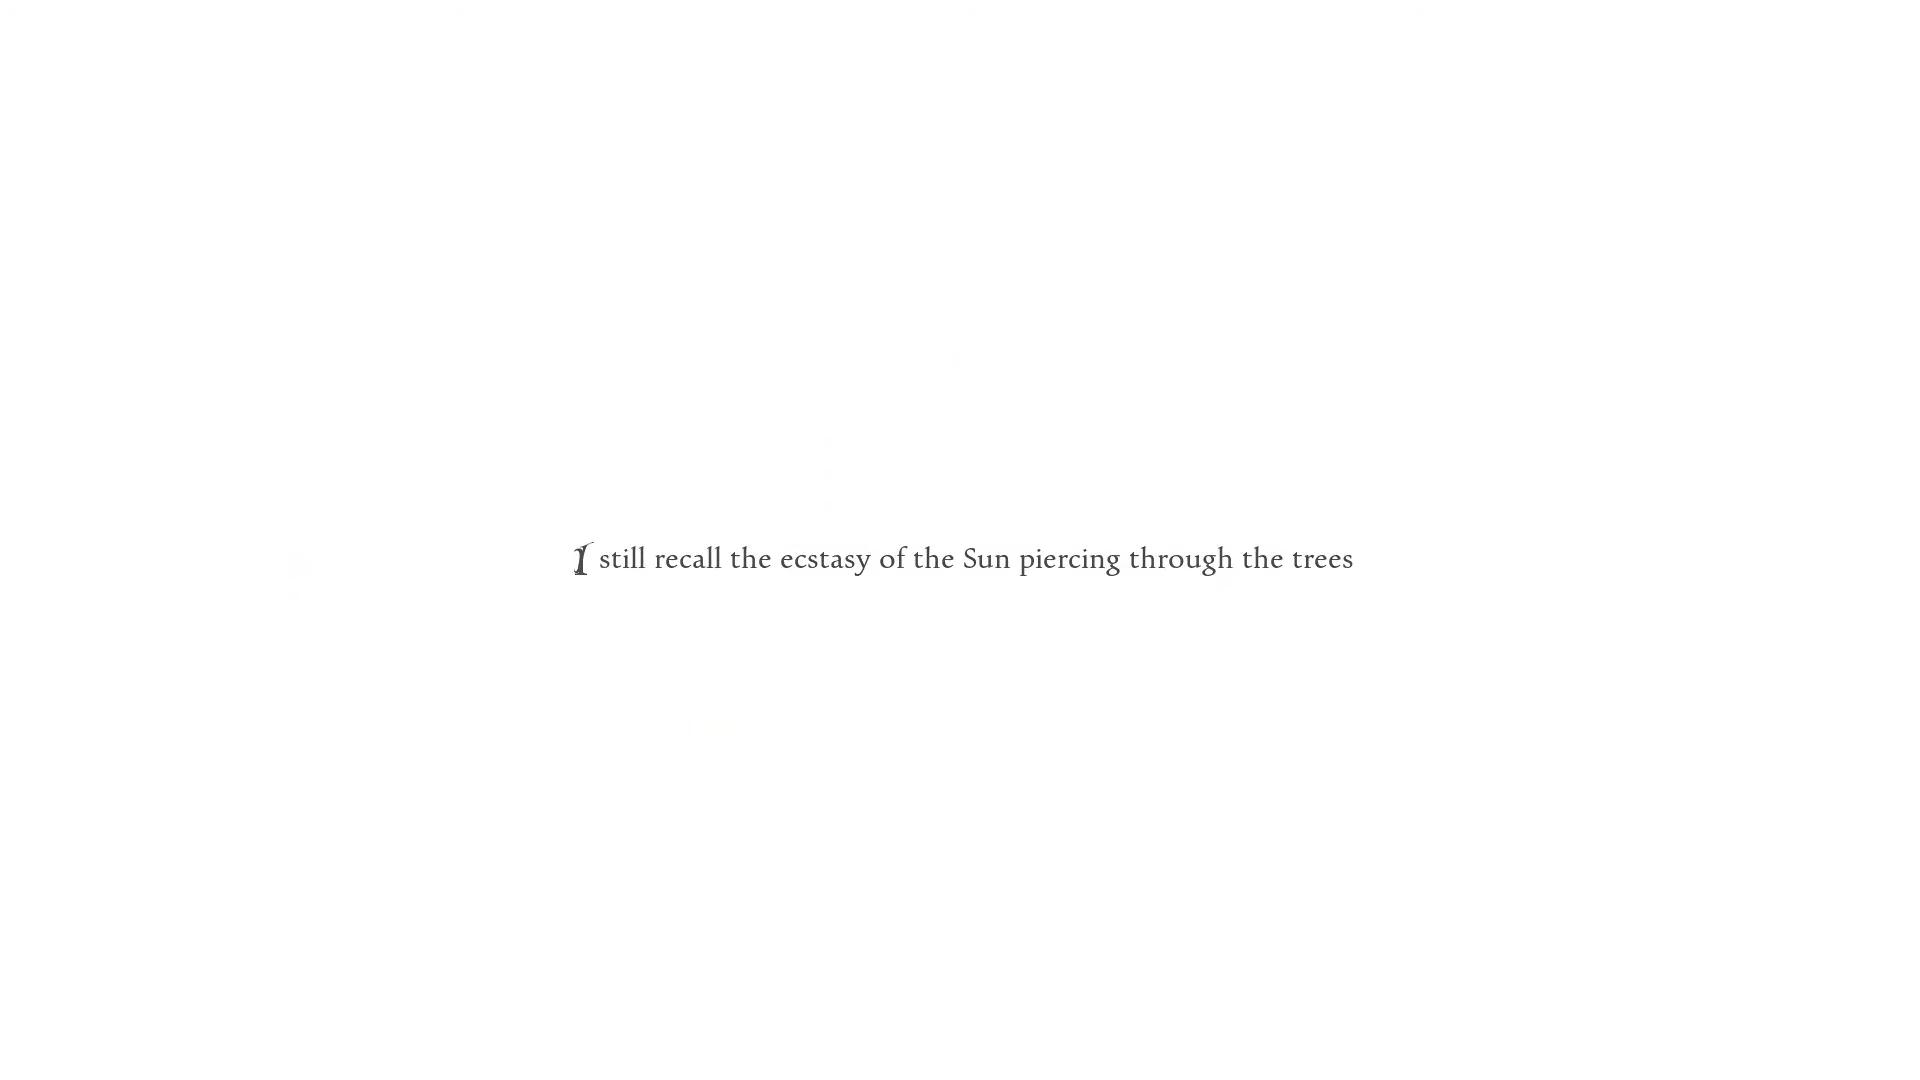 I still recall the ecstasy of the Sun piercing through the trees